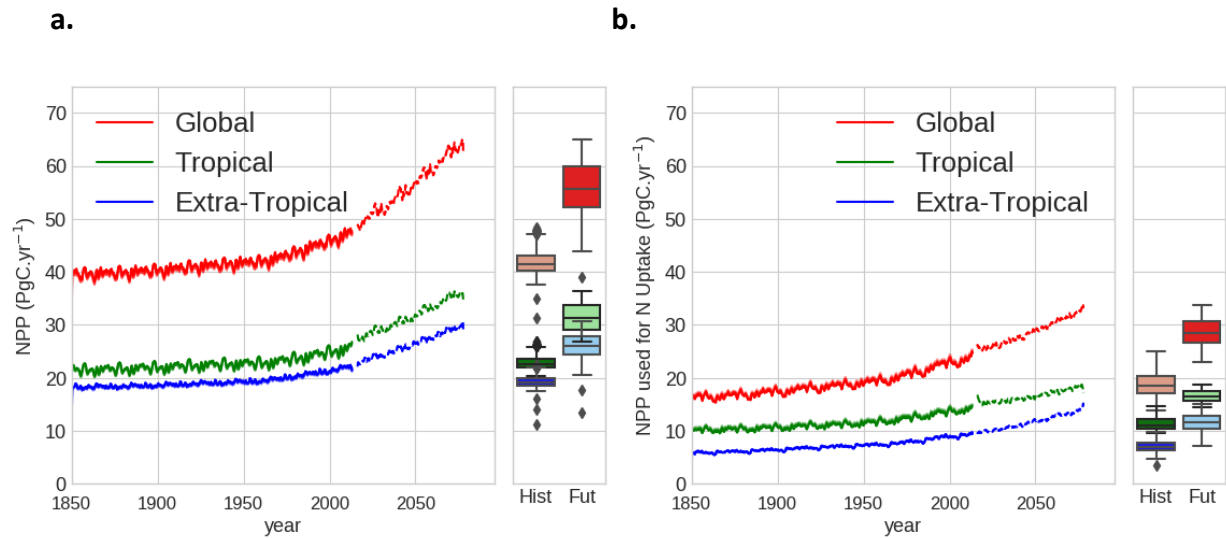 a.
NPP (PgC.yr⁻¹)
70
60
50
40
30
20
10
0
Global
Tropical
Extra-Tropical
1850
1900
1950
2000
2050
year
Hist
Fut
b.
NPP used for N Uptake (PgC.yr⁻¹)
70
60
50
40
30
20
10
0
Global
Tropical
Extra-Tropical
1850
1900
1950
2000
2050
year
Hist
Fut